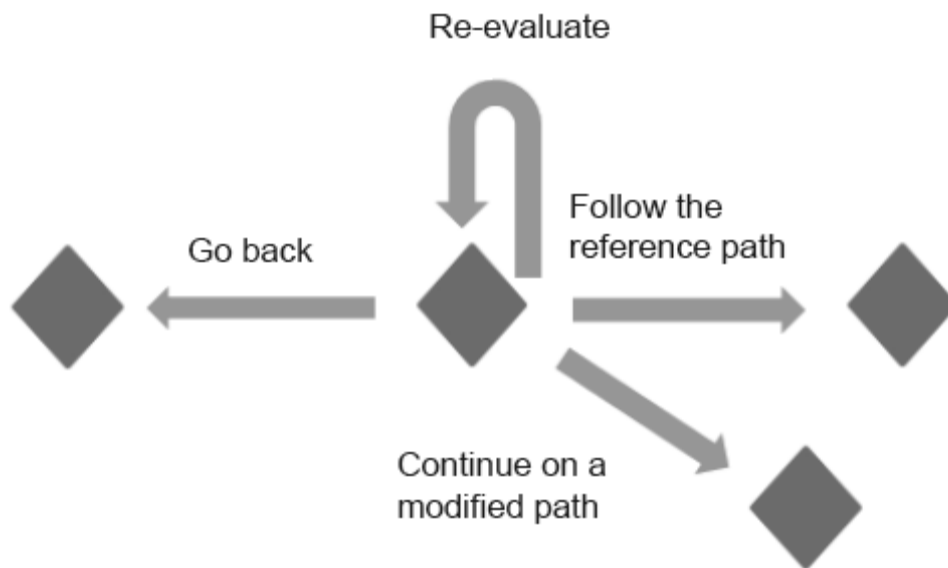 Re-evaluate
Go back
Follow the
reference path
Continue on a
modified path